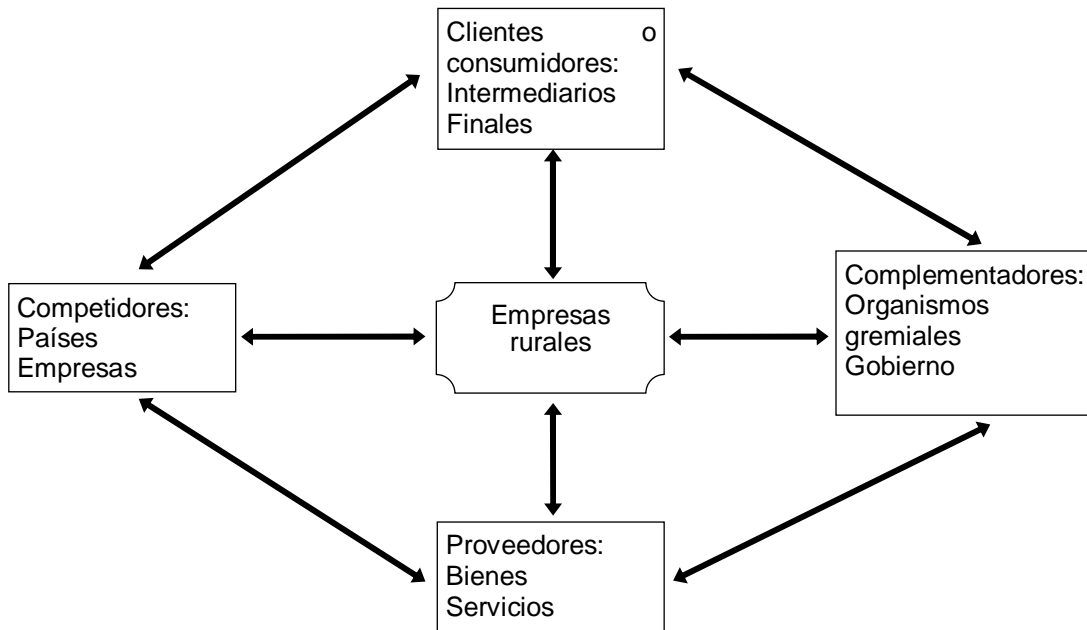 Clientes o
consumidores:
Intermediarios
Finales
Competidores:
Países
Empresas
Empresas
rurales
Complementadores:
Organismos
gremiales
Gobierno
Proveedores:
Bienes
Servicios